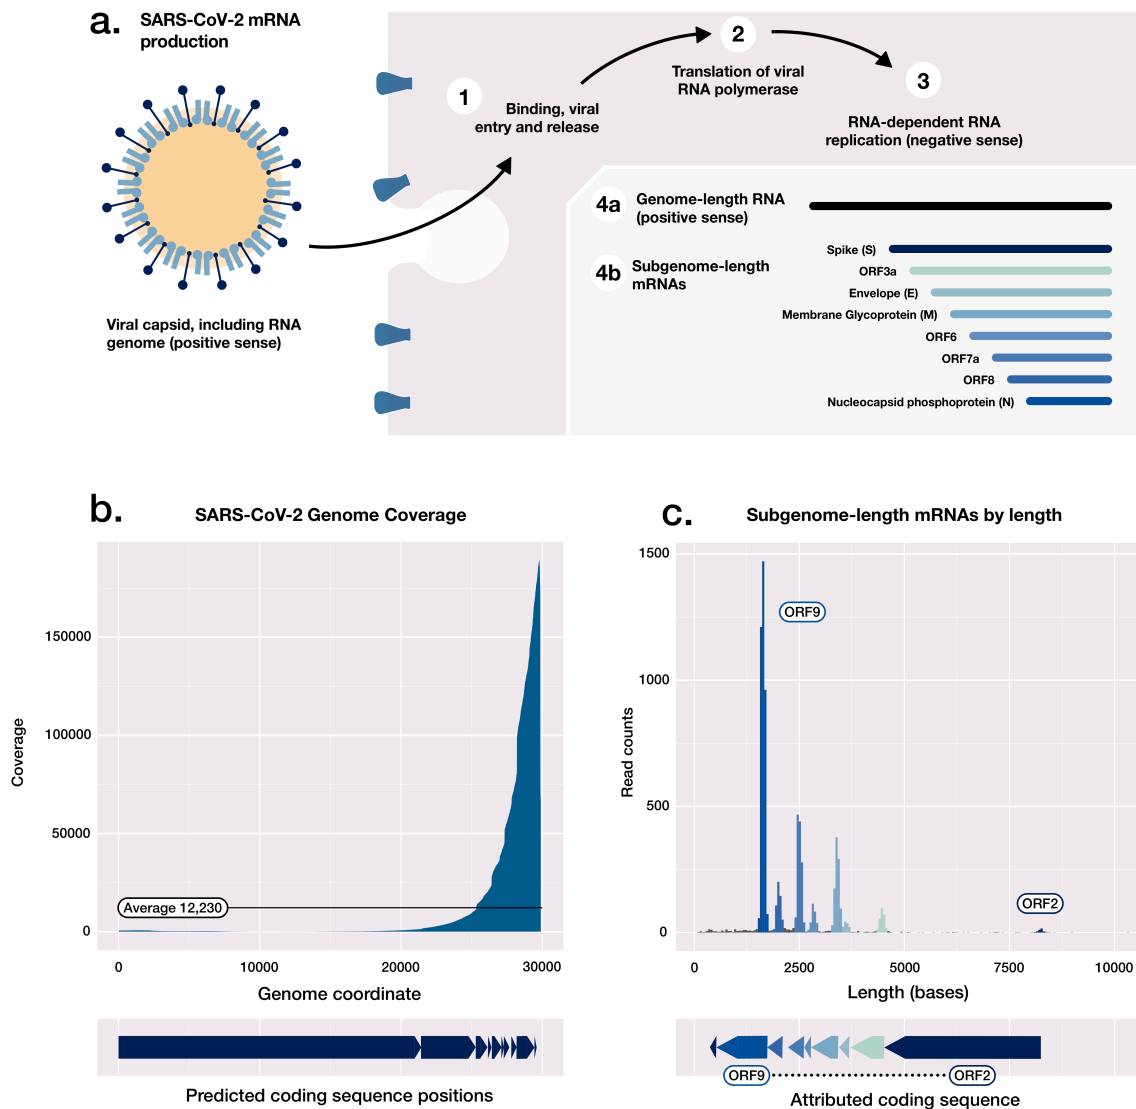 a.
SARS-CoV-2 mRNA
production
Viral capsid, including RNA
genome (positive sense)
1
Binding, viral
entry and release
2
Translation of viral
RNA polymerase
3
RNA-dependent RNA
replication (negative sense)
4a
Genome-length RNA
(positive sense)
4b
Subgenome-length
mRNAs
Spike (S)
ORF3a
Envelope (E)
Membrane Glycoprotein (M)
ORF6
ORF7a
ORF8
Nucleocapsid phosphoprotein (N)
b.
SARS-CoV-2 Genome Coverage
Coverage
150000
100000
50000
0
Average 12,230
0 10000 20000 30000
Genome coordinate
Predicted coding sequence positions
c.
Subgenome-length mRNAs by length
Read counts
1500
1000
500
0
ORF9
ORF2
0 2500 5000 7500 10000
Length (bases)
ORF9 ORF2
Attributed coding sequence